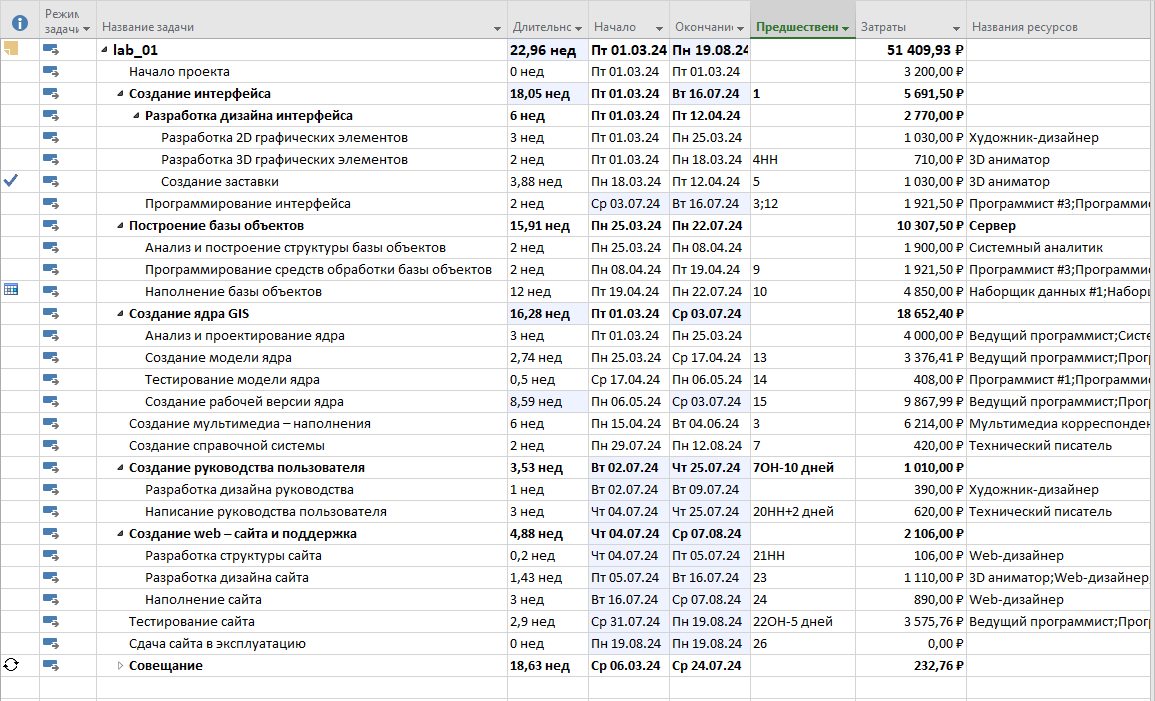 Режим
задачи Название задачи Длительнс Начало Окончани Предшествен Затраты Названия ресурсов
lab_01 22,96 нед Пт 01.03.24 Пн 19.08.24 51 409,93 ₽
Начало проекта 0 нед Пт 01.03.24 Пт 01.03.24 3 200,00 ₽
Создание интерфейса 18,05 нед Пт 01.03.24 Вт 16.07.24 1 5 691,50 ₽
Разработка дизайна интерфейса 6 нед Пт 01.03.24 Пт 12.04.24 2 770,00 ₽
Разработка 2D графических элементов 3 нед Пт 01.03.24 Пн 25.03.24 1 030,00 ₽ Художник-дизайнер
Разработка 3D графических элементов 2 нед Пт 01.03.24 Пн 18.03.24 4НН 710,00 ₽ 3D аниматор
Создание заставки 3,88 нед Пн 18.03.24 Пт 12.04.24 5 1 030,00 ₽ 3D аниматор
Программирование интерфейса 2 нед Ср 03.07.24 Вт 16.07.24 3;12 1 921,50 ₽ Программист #3;Программи
Построение базы объектов 15,91 нед Пн 25.03.24 Пн 22.07.24 10 307,50 ₽ Сервер
Анализ и построение структуры базы объектов 2 нед Пн 25.03.24 Пн 08.04.24 1 900,00 ₽ Системный аналитик
Программирование средств обработки базы объектов 2 нед Пн 08.04.24 Пт 19.04.24 9 1 921,50 ₽ Программист #3;Программи
Наполнение базы объектов 12 нед Пт 19.04.24 Пн 22.07.24 10 4 850,00 ₽ Наборщик данных #1;Наборц
Создание ядра GIS 16,28 нед Пт 01.03.24 Ср 03.07.24 18 652,40 ₽
Анализ и проектирование ядра 3 нед Пт 01.03.24 Пн 25.03.24 4 000,00 ₽ Ведущий программист;Систе
Создание модели ядра 2,74 нед Пн 25.03.24 Ср 17.04.24 13 3 376,41 ₽ Ведущий программист;Прог
Тестирование модели ядра 0,5 нед Ср 17.04.24 Пн 06.05.24 14 408,00 ₽ Программист #1;Программи
Создание рабочей версии ядра 8,59 нед Пн 06.05.24 Ср 03.07.24 15 9 867,99 ₽ Ведущий программист;Прог
Создание мультимедиа – наполнения 6 нед Пн 15.04.24 Вт 04.06.24 3 6 214,00 ₽ Мультимедиа корреспонден
Создание справочной системы 2 нед Пн 29.07.24 Пн 12.08.24 7 420,00 ₽ Технический писатель
Создание руководства пользователя 3,53 нед Вт 02.07.24 Чт 25.07.24 7ОН-10 дней 1 010,00 ₽
Разработка дизайна руководства 1 нед Вт 02.07.24 Вт 09.07.24 390,00 ₽ Художник-дизайнер
Написание руководства пользователя 3 нед Чт 04.07.24 Чт 25.07.24 20НН+2 дней 620,00 ₽ Технический писатель
Создание web – сайта и поддержка 4,88 нед Чт 04.07.24 Ср 07.08.24 2 106,00 ₽
Разработка структуры сайта 0,2 нед Чт 04.07.24 Пт 05.07.24 21НН 106,00 ₽ Web-дизайнер
Разработка дизайна сайта 1,43 нед Пт 05.07.24 Вт 16.07.24 23 1 110,00 ₽ 3D аниматор;Web-дизайнер
Наполнение сайта 3 нед Вт 16.07.24 Ср 07.08.24 24 890,00 ₽ Web-дизайнер
Тестирование сайта 2,9 нед Ср 31.07.24 Пн 19.08.24 22ОН-5 дней 3 575,76 ₽ Ведущий программист;Прог
Сдача сайта в эксплуатацию 0 нед Пн 19.08.24 Пн 19.08.24 26 0,00 ₽
Совещание 18,63 нед Ср 06.03.24 Ср 24.07.24 232,76 ₽